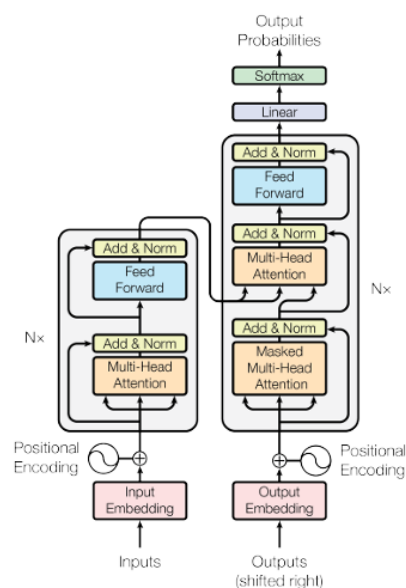 Output
Probabilities
Softmax
Linear
Add & Norm
Feed
Forward
Add & Norm
Multi-Head
Attention
Nx
Add & Norm
Masked
Multi-Head
Attention
Positional
Encoding
Output
Embedding
Outputs
(shifted right)
Add & Norm
Feed
Forward
Nx
Add & Norm
Multi-Head
Attention
Positional
Encoding
Input
Embedding
Inputs